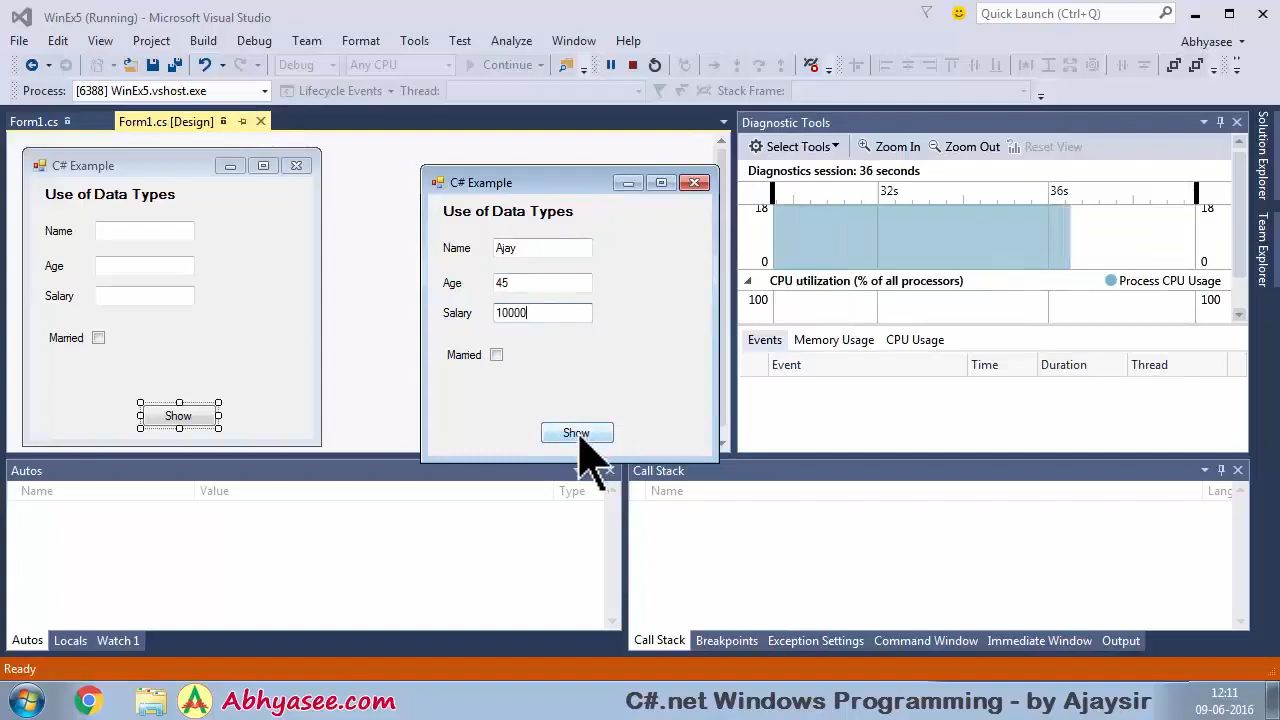 WinEx5 (Running) - Microsoft Visual Studio
Quick Launch (Ctrl+Q)
File Edit View Project Build Debug Team Format Tools Test Analyze Window Help
Abhyasee
Debug Any CPU Continue
Process: [6388] WinEx5.vshost.exe Lifecycle Events Thread: Stack Frame:
Form1.cs Form1.cs [Design]
C# Example
Use of Data Types
Name
Age
Salary
Married
Show
C# Example
Use of Data Types
Name Ajay
Age 45
Salary 10000
Married
Show
Diagnostic Tools
Select Tools Zoom In Zoom Out Reset View
Diagnostics session: 36 seconds
32s 36s
18 18
0 0
CPU utilization (% of all processors) Process CPU Usage
100 100
Events Memory Usage CPU Usage
Event Time Duration Thread
Autos
Name Value Type
Autos Locals Watch 1
Call Stack
Name Lang
Call Stack Breakpoints Exception Settings Command Window Immediate Window Output
Solution Explorer
Team Explorer
Ready
Abhyasee.com
C#.net Windows Programming - by Ajaysir
12:11
09-06-2016